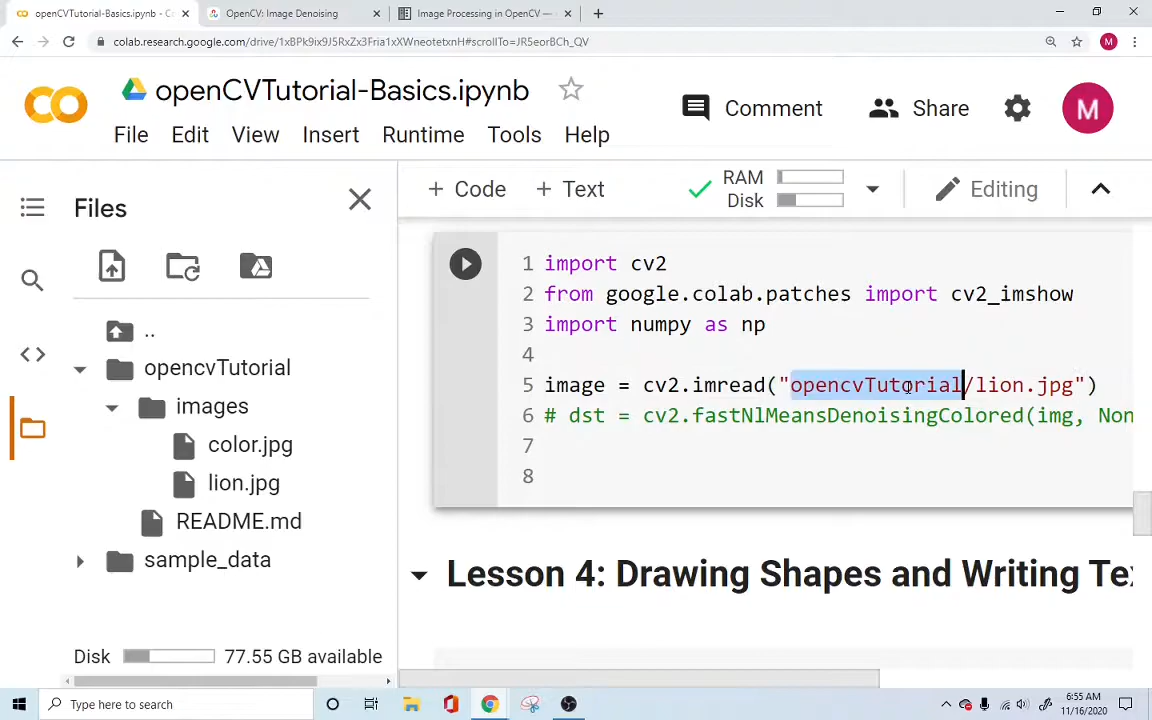 openCVTutorial-Basics.ipynb - C
OpenCV: Image Denoising
Image Processing in OpenCV —
colab.research.google.com/drive/1xBPk9ix9J5RxZx3Fria1xXWneotetxnH#scrollTo=JR5eorBCh_QV
M
CO
openCVTutorial-Basics.ipynb
Comment
Share
M
File Edit View Insert Runtime Tools Help
Files
+ Code + Text
RAM
Disk
Editing
1 import cv2
2 from google.colab.patches import cv2_imshow
3 import numpy as np
4
5 image = cv2.imread("opencvTutorial/lion.jpg")
6 # dst = cv2.fastNlMeansDenoisingColored(img, Non
7
8
..
opencvTutorial
images
color.jpg
lion.jpg
README.md
sample_data
Lesson 4: Drawing Shapes and Writing Te
Disk 77.55 GB available
Type here to search
6:55 AM
11/16/2020